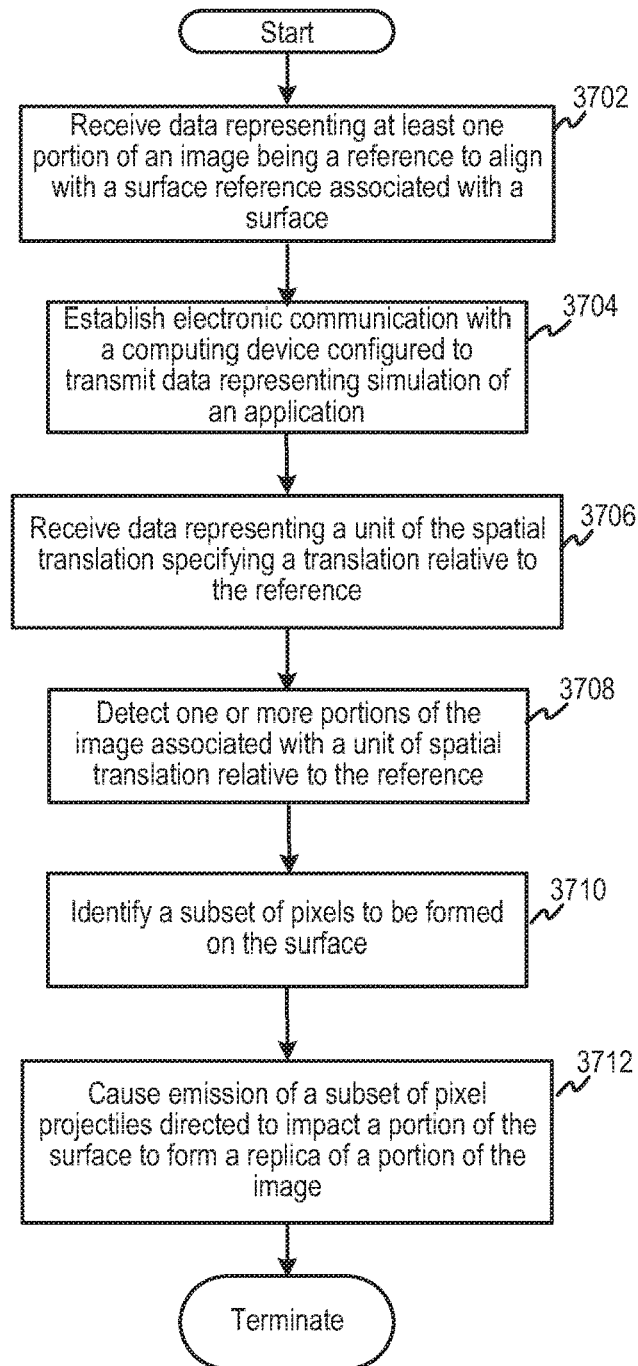 Start
3702
Receive data representing at least one
portion of an image being a reference to align
with a surface reference associated with a
surface
3704
Establish electronic communication with
a computing device configured to
transmit data representing simulation of
an application
3706
Receive data representing a unit of the spatial
translation specifying a translation relative to
the reference
3708
Detect one or more portions of the
image associated with a unit of spatial
translation relative to the reference
3710
Identify a subset of pixels to be formed
on the surface
3712
Cause emission of a subset of pixel
projectiles directed to impact a portion of the
surface to form a replica of a portion of the
image
Terminate